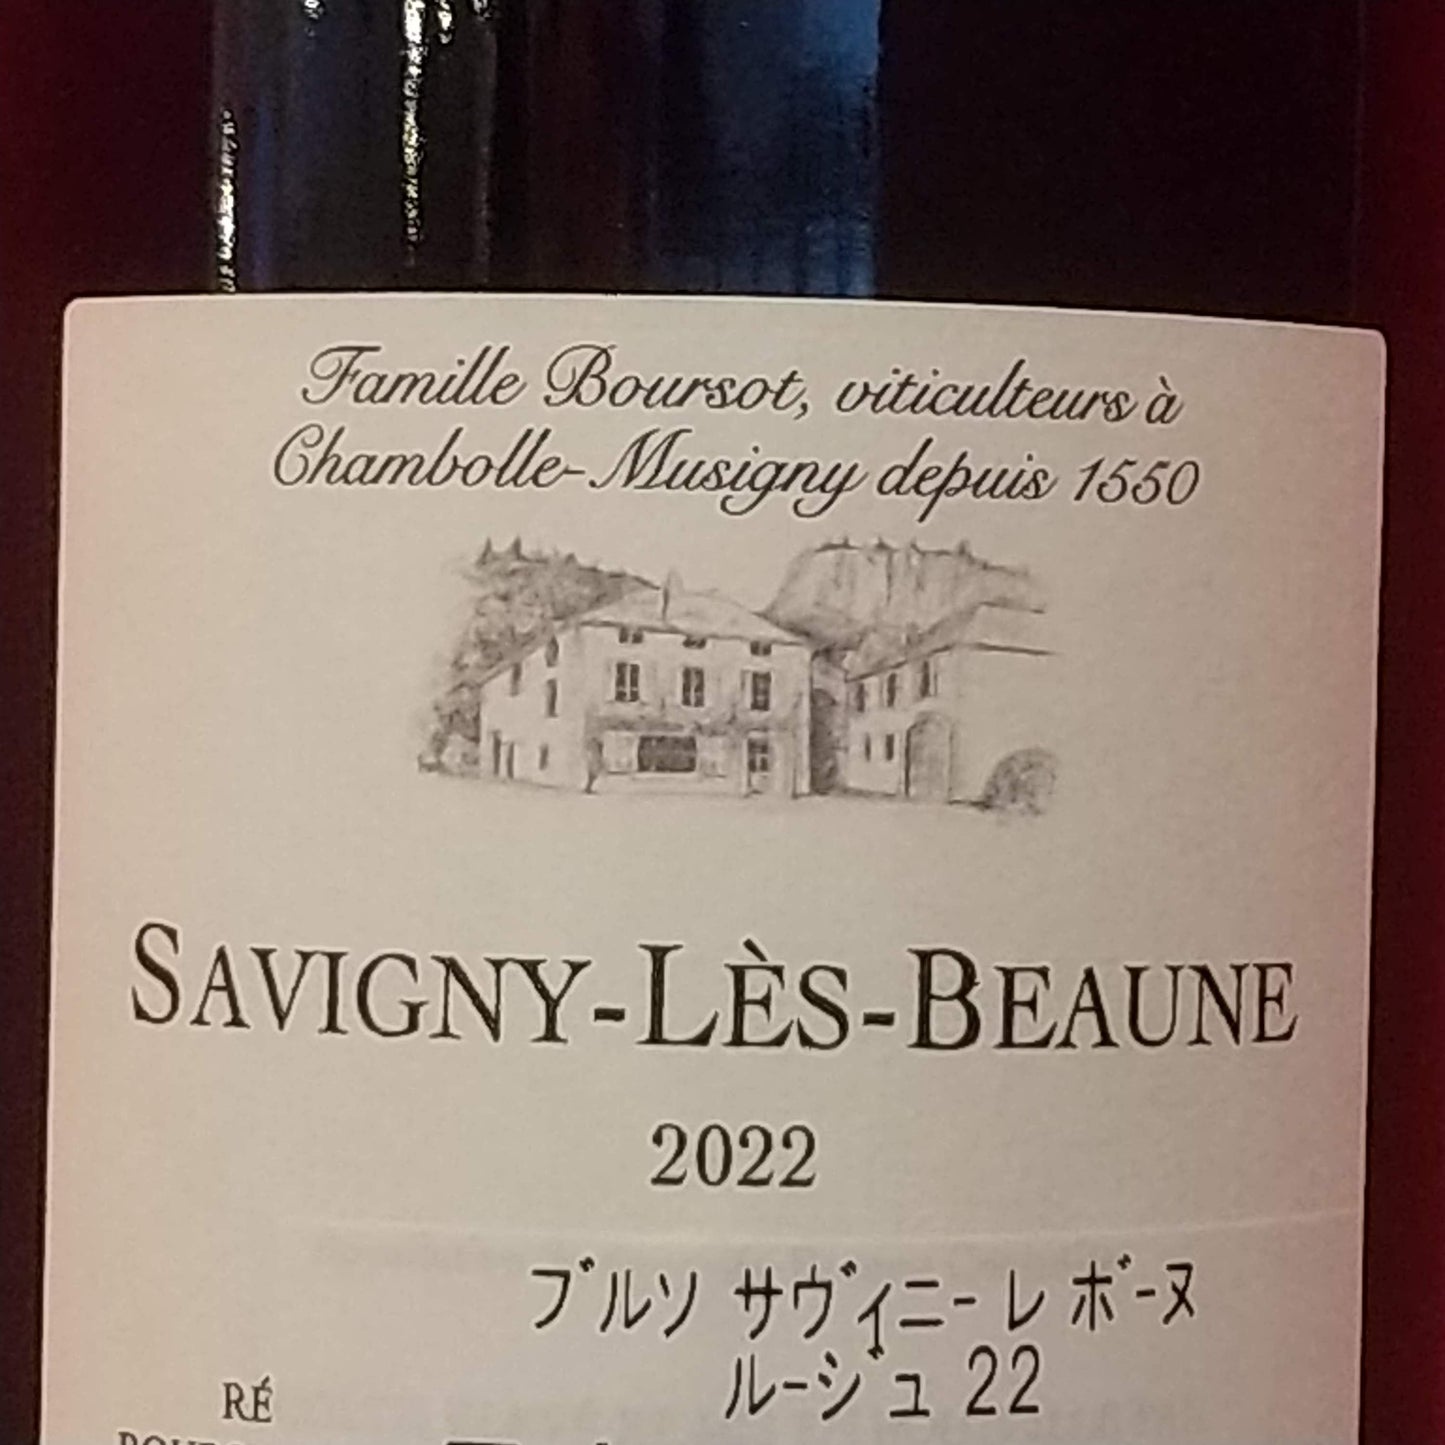 Famille Boursot, viticulteurs à
Chambolle-Musigny depuis 1550
SAVIGNY-LÈS-BEAUNE
2022
ブルソ サヴィニー レ ボーヌ
ルージュ 22
RÉ